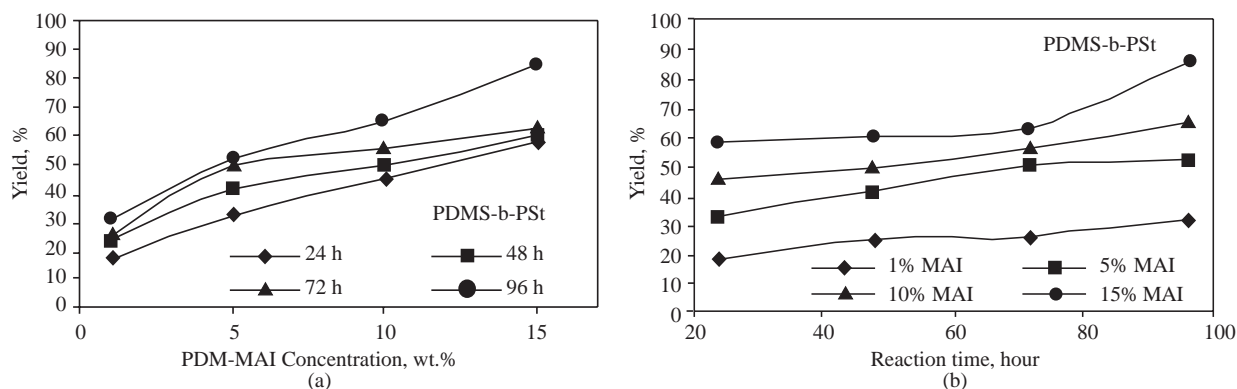 100
90
80
70
60
50
40
30
20
10
0
Yield, %
PDMS-b-PSt
24 h
48 h
72 h
96 h
0
5
10
15
PDM-MAI Concentration, wt.%
(a)
100
90
80
70
60
50
40
30
20
10
0
Yield, %
PDMS-b-PSt
1% MAI
5% MAI
10% MAI
15% MAI
20
40
60
80
100
Reaction time, hour
(b)